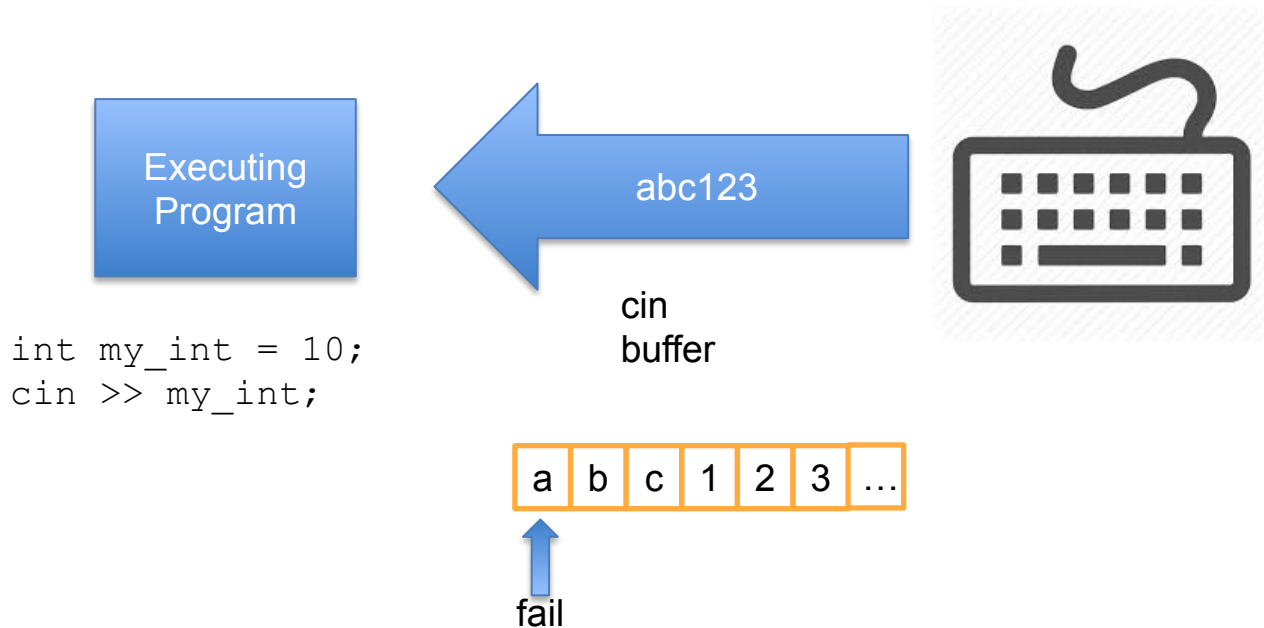 Executing
Program
abc123
cin
buffer
int my_int = 10;
cin >> my_int;
a b c 1 2 3 …
fail